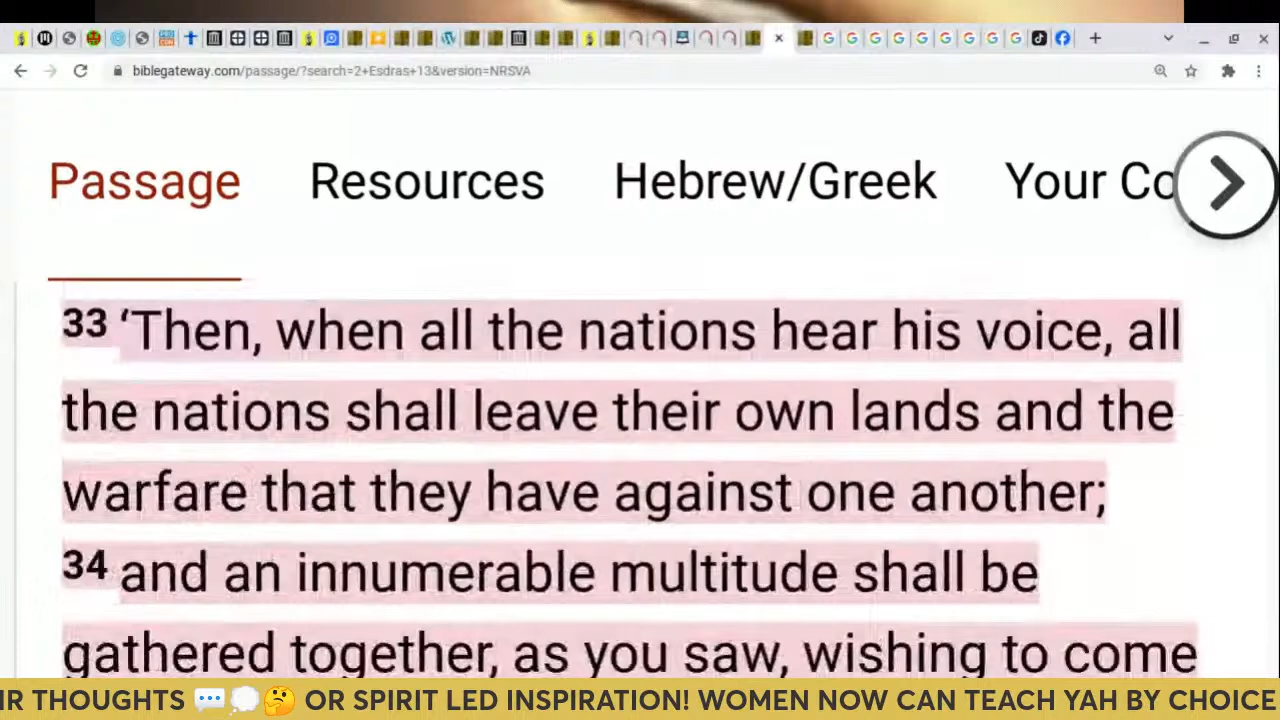 biblegateway.com/passage/?search=2+Esdras+13&version=NRSVA
Passage Resources Hebrew/Greek Your Co
33 ‘Then, when all the nations hear his voice, all
the nations shall leave their own lands and the
warfare that they have against one another;
34 and an innumerable multitude shall be
gathered together, as you saw, wishing to come
IR THOUGHTS 💬💭🤔 OR SPIRIT LED INSPIRATION! WOMEN NOW CAN TEACH YAH BY CHOICE